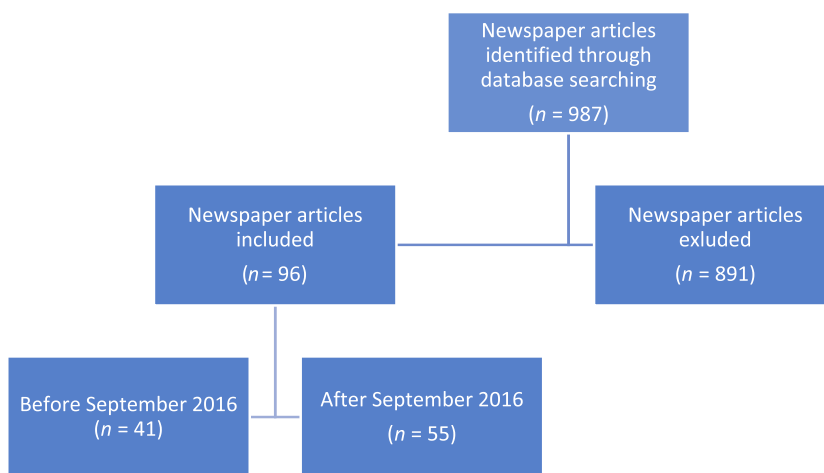 Newspaper articles
identified through
database searching
(n = 987)
Newspaper articles
included
(n = 96)
Newspaper articles
exluded
(n = 891)
Before September 2016
(n = 41)
After September 2016
(n = 55)